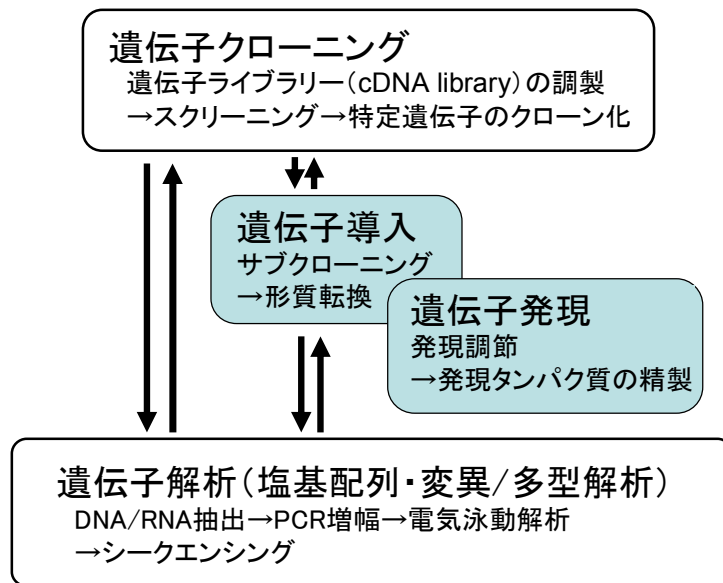 遺伝子クローニング
遺伝子ライブラリー(cDNA library)の調製
→スクリーニング→特定遺伝子のクローン化
遺伝子導入
サブクローニング
→形質転換
遺伝子発現
発現調節
→発現タンパク質の精製
遺伝子解析(塩基配列・変異/多型解析)
DNA/RNA抽出→PCR増幅→電気泳動解析
→シークエンシング